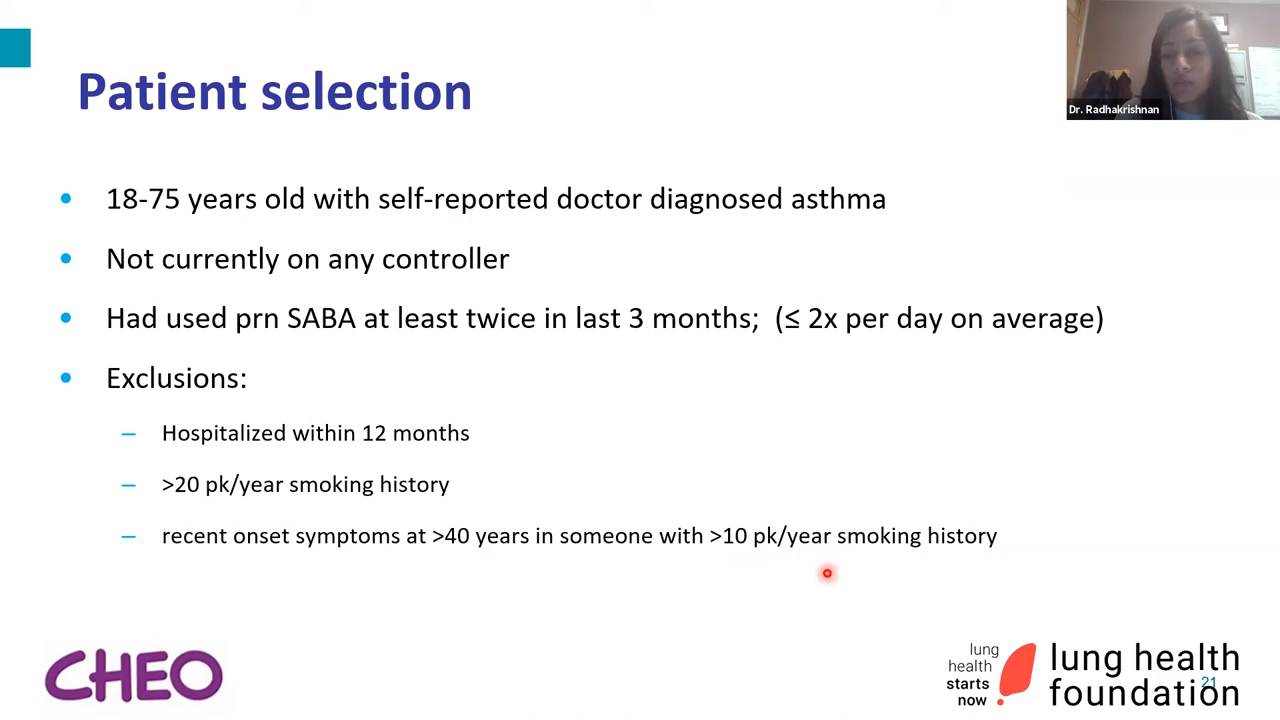 Patient selection
Dr. Radhakrishnan
• 18-75 years old with self-reported doctor diagnosed asthma
• Not currently on any controller
• Had used prn SABA at least twice in last 3 months; (≤ 2x per day on average)
• Exclusions:
– Hospitalized within 12 months
– >20 pk/year smoking history
– recent onset symptoms at >40 years in someone with >10 pk/year smoking history
CHEO
lung
health
starts
now
lung health
foundation
21